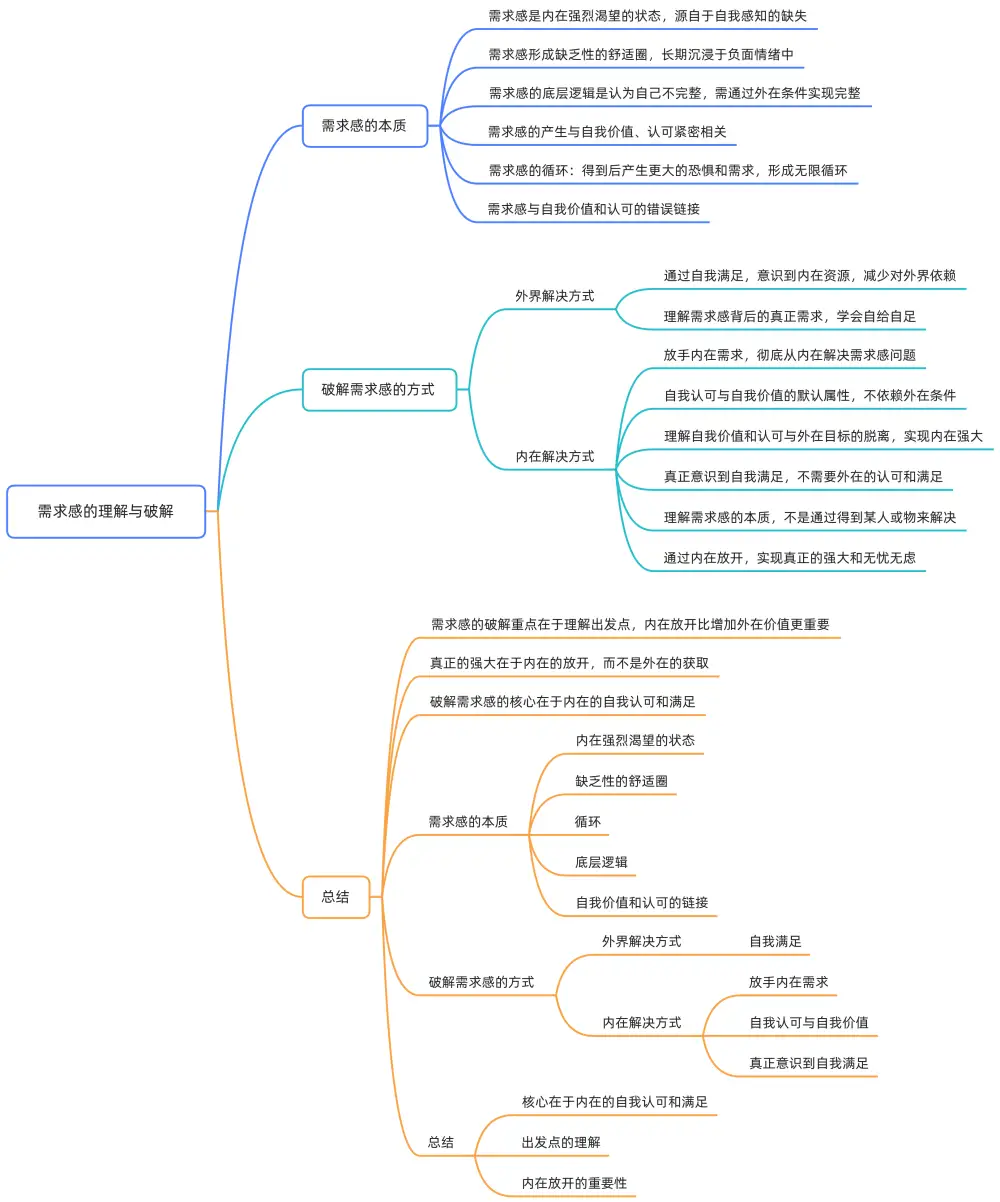 需求感的理解与破解
需求感的本质
需求感是内在强烈渴望的状态，源自于自我感知的缺失
需求感形成缺乏性的舒适圈，长期沉浸于负面情绪中
需求感的底层逻辑是认为自己不完整，需通过外在条件实现完整
需求感的产生与自我价值、认可紧密相关
需求感的循环：得到后产生更大的恐惧和需求，形成无限循环
需求感与自我价值和认可的错误链接
破解需求感的方式
外界解决方式
通过自我满足，意识到内在资源，减少对外界依赖
理解需求感背后的真正需求，学会自给自足
内在解决方式
放手内在需求，彻底从内在解决需求感问题
自我认可与自我价值的默认属性，不依赖外在条件
理解自我价值和认可与外在目标的脱离，实现内在强大
真正意识到自我满足，不需要外在的认可和满足
理解需求感的本质，不是通过得到某人或物来解决
通过内在放开，实现真正的强大和无忧无虑
总结
需求感的破解重点在于理解出发点，内在放开比增加外在价值更重要
真正的强大在于内在的放开，而不是外在的获取
破解需求感的核心在于内在的自我认可和满足
需求感的本质
内在强烈渴望的状态
缺乏性的舒适圈
循环
底层逻辑
自我价值和认可的链接
破解需求感的方式
外界解决方式
自我满足
内在解决方式
放手内在需求
自我认可与自我价值
真正意识到自我满足
总结
核心在于内在的自我认可和满足
出发点的理解
内在放开的重要性